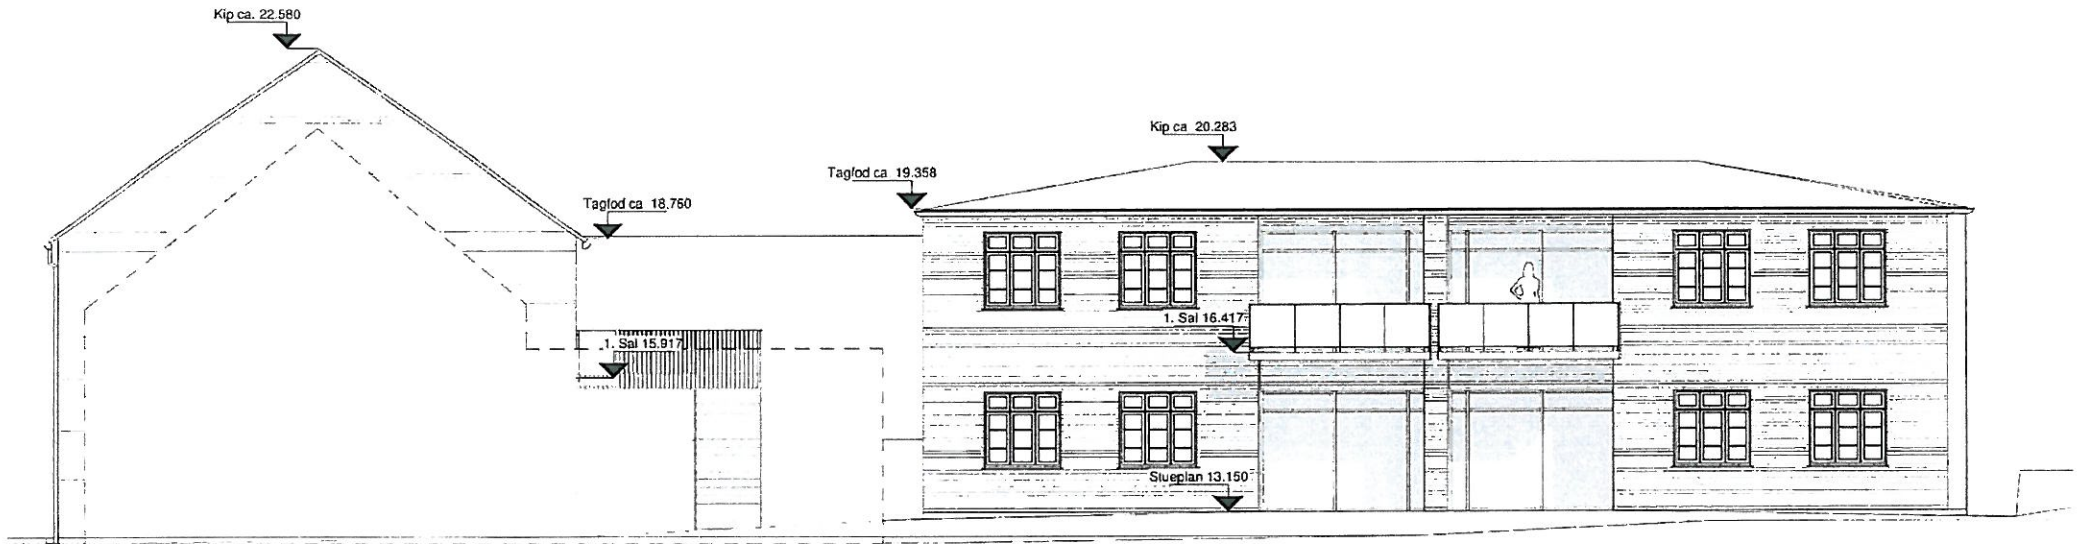 Kip ca. 22.580
Kip ca 20.283
Tagfod ca 19.358
Tagfod ca 18.760
1. Sal 16.417
1. Sal 15.917
Stueplan 13.150